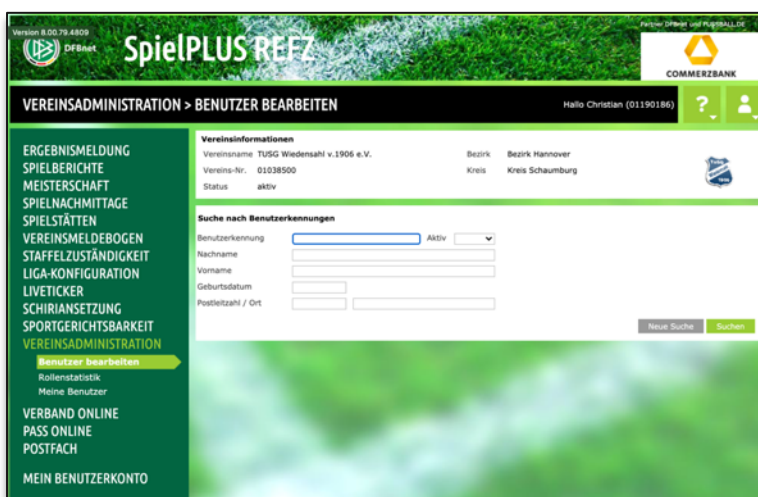 Version 8.00.79.4809
Partner DFBnet und FUSSBALL.DE
DFBnet
SpielPLUS REFZ
COMMERZBANK
VEREINSADMINISTRATION > BENUTZER BEARBEITEN
Hallo Christian (01190186)
?
ERGEBNISMELDUNG
SPIELBERICHTE
MEISTERSCHAFT
SPIELNACHMITTAGE
SPIELSTÄTTEN
VEREINSMELDEBOGEN
STAFFELZUSTÄNDIGKEIT
LIGA-KONFIGURATION
LIVETICKER
SCHIRIANSETZUNG
SPORTGERICHTSBARKEIT
VEREINSADMINISTRATION
Benutzer bearbeiten
Rollenstatistik
Meine Benutzer
VERBAND ONLINE
PASS ONLINE
POSTFACH
MEIN BENUTZERKONTO
Vereinsinformationen
Vereinsname TUSG Wiedensahl v.1906 e.V. Bezirk Bezirk Hannover
Vereins-Nr. 01038500 Kreis Kreis Schaumburg
Status aktiv
Suche nach Benutzerkennungen
Benutzerkennung Aktiv
Nachname
Vorname
Geburtsdatum
Postleitzahl / Ort
Neue Suche Suchen